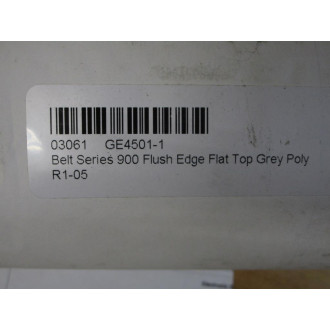 03061 GE4501-1
Belt Series 900 Flush Edge Flat Top Grey Poly
R1-05